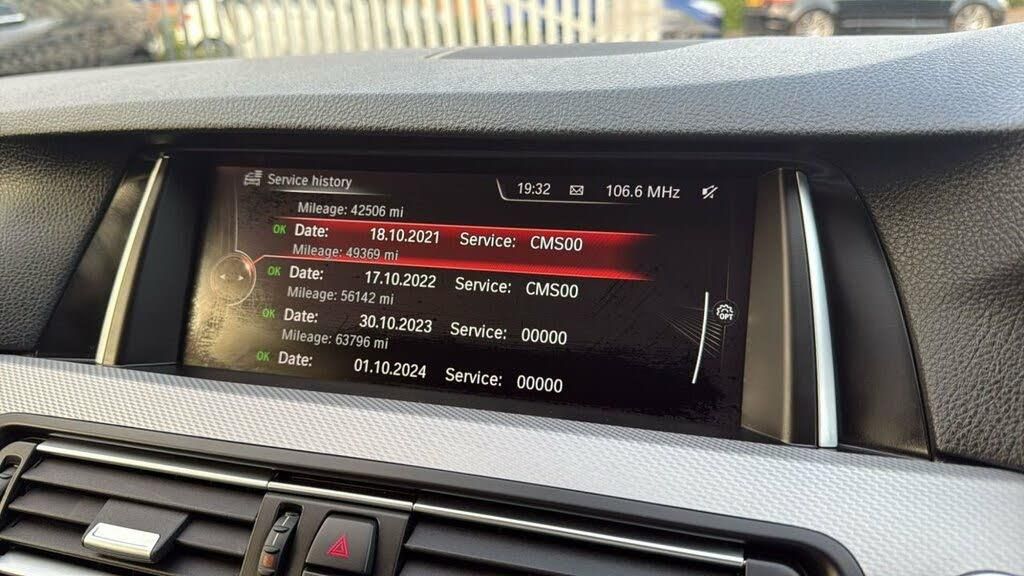 Service history
19:32 106.6 MHz
Mileage: 42506 mi
OK Date: 18.10.2021 Service: CMS00
Mileage: 49369 mi
OK Date: 17.10.2022 Service: CMS00
Mileage: 56142 mi
OK Date: 30.10.2023 Service: 00000
Mileage: 63796 mi
OK Date: 01.10.2024 Service: 00000
OFF